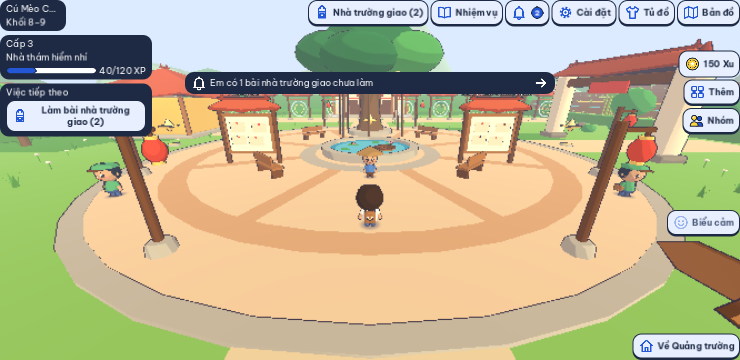 Cú Mèo C...
Khối 8-9
Nhà trường giao (2)
Nhiệm vụ
2
Cài đặt
Tủ đồ
Bản đồ
Cấp 3
Nhà thám hiểm nhí
40/120 XP
Em có 1 bài nhà trường giao chưa làm
150 Xu
Việc tiếp theo
Làm bài nhà trường
giao (2)
Thêm
Nhóm
Biểu cảm
Về Quảng trường